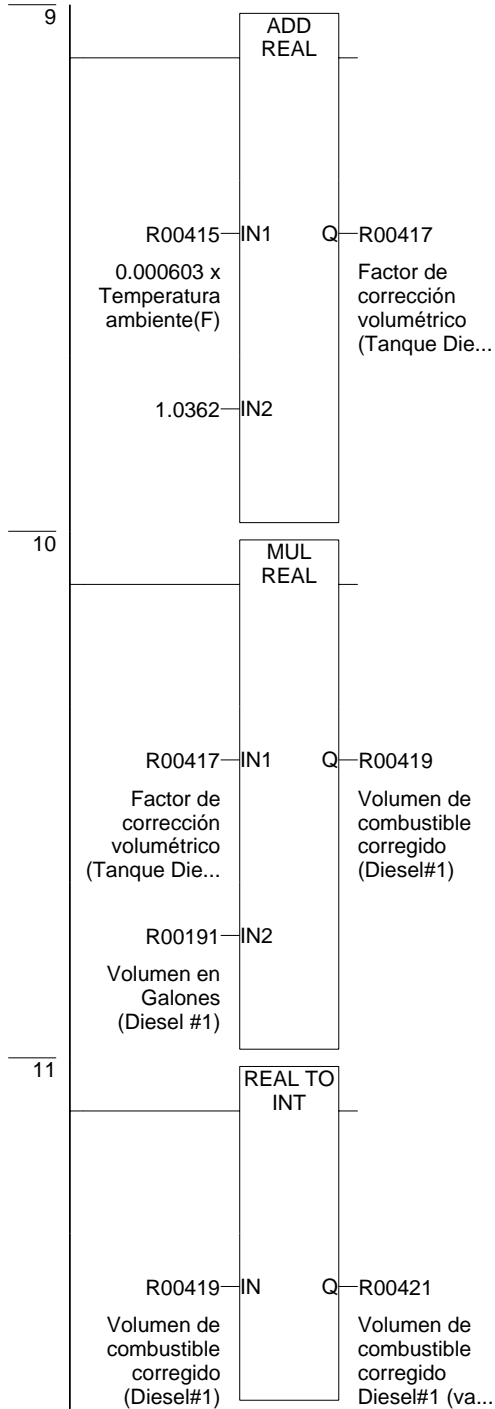 9
ADD
REAL
R00415 IN1 Q R00417
0.000603 x
Temperatura
ambiente(F)
Factor de
corrección
volumétrico
(Tanque Die...
1.0362 IN2
10
MUL
REAL
R00417 IN1 Q R00419
Factor de
corrección
volumétrico
(Tanque Die...
Volumen de
combustible
corregido
(Diesel#1)
R00191 IN2
Volumen en
Galones
(Diesel #1)
11
REAL TO
INT
R00419 IN Q R00421
Volumen de
combustible
corregido
(Diesel#1)
Volumen de
combustible
corregido
Diesel#1 (va...